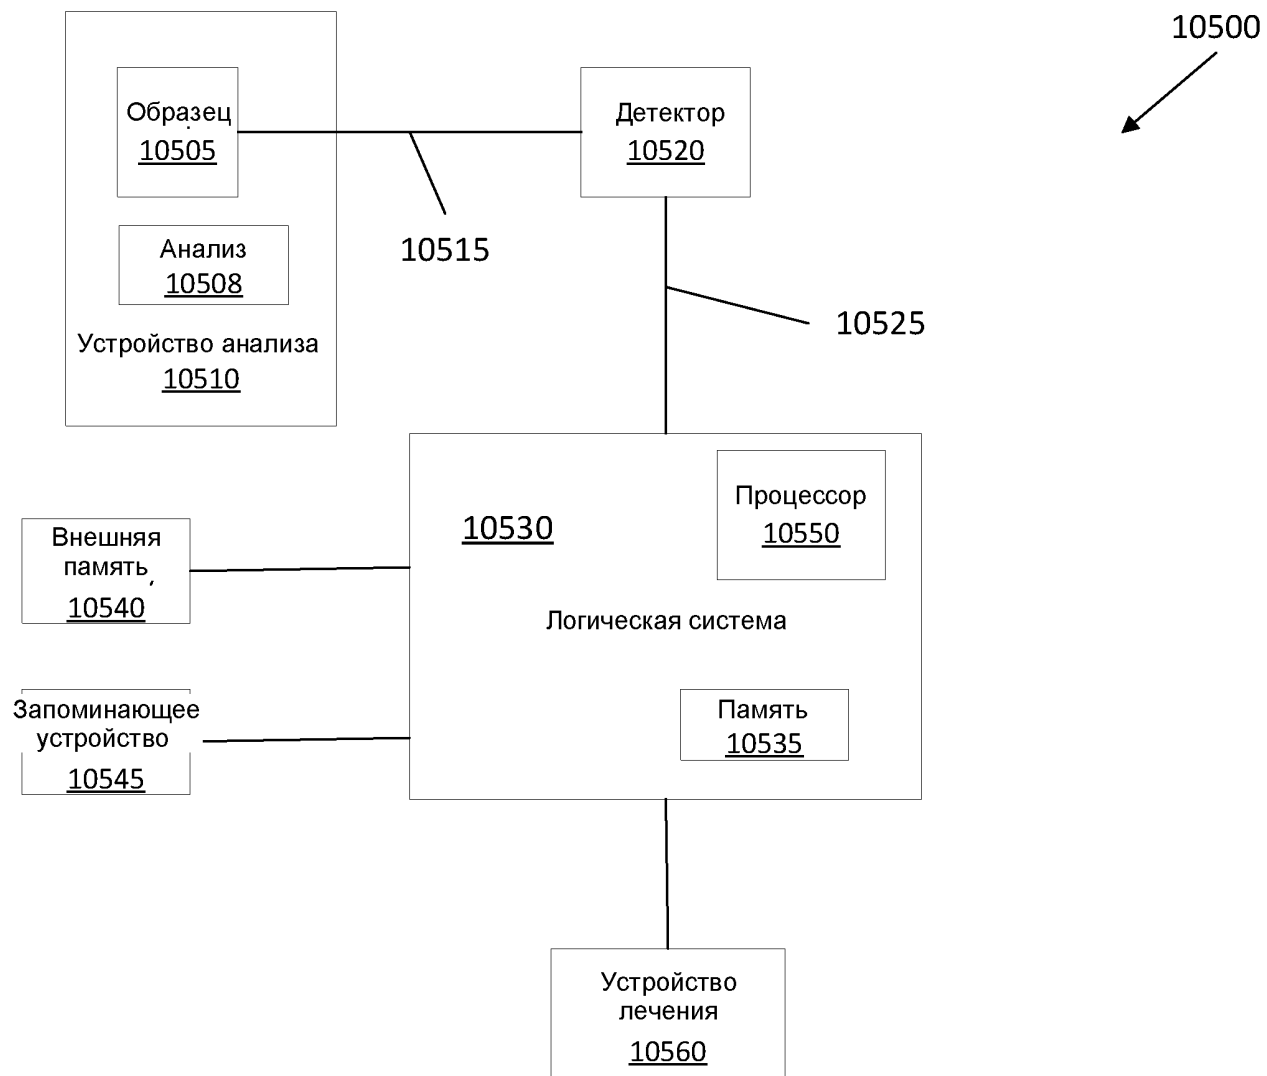 10500
Образец
10505
Детектор
10520
10515
Анализ
10508
10525
Устройство анализа
10510
Процессор
10550
10530
Внешняя
память
10540
Логическая система
Запоминающее
устройство
10545
Память
10535
Устройство
лечения
10560